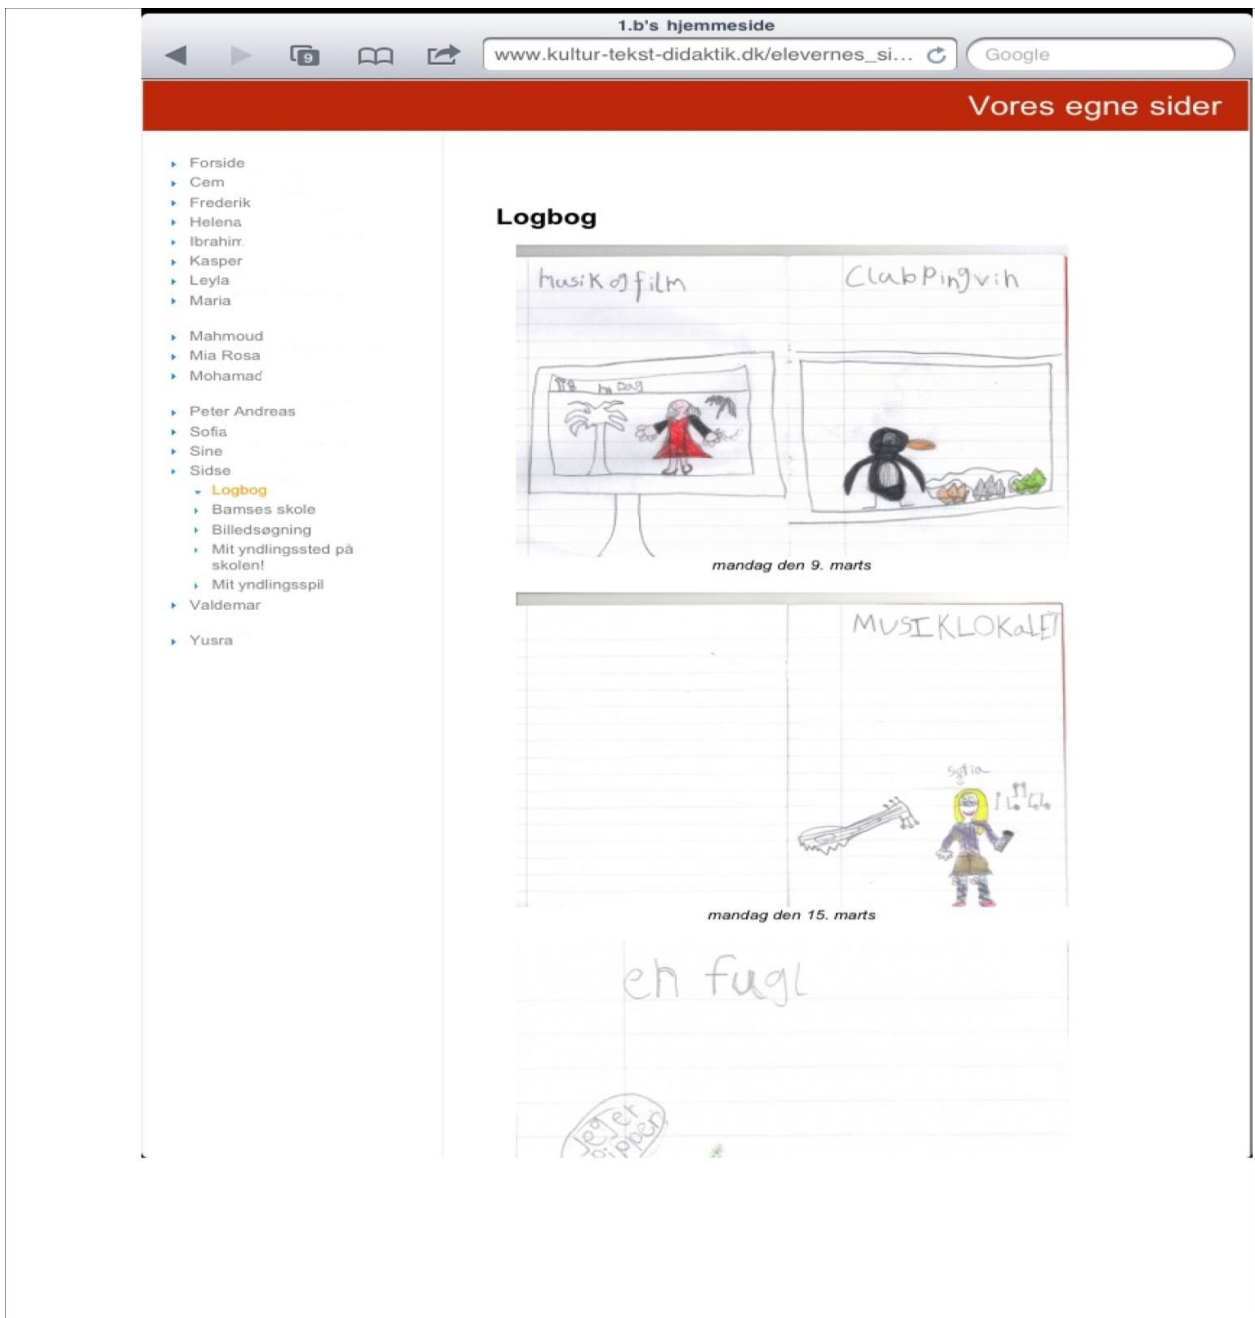 1.b's hjemmeside
9
www.kultur-tekst-didaktik.dk/elevernes_si...
Google
Vores egne sider
Forside
Cem
Frederik
Helena
Ibrahim
Kasper
Leyla
Maria
Mahmoud
Mia Rosa
Mohamad
Peter Andreas
Sofia
Sine
Sidse
Logbog
Bamses skole
Billedsøgning
Mit yndlingssted på
skolen!
Mit yndlingsspil
Valdemar
Yusra
Logbog
Musik og film
Club Pingvin
mandag den 9. marts
MUSIKLOKaLET
Sofia
mandag den 15. marts
en fugl
Jeg er
pipper